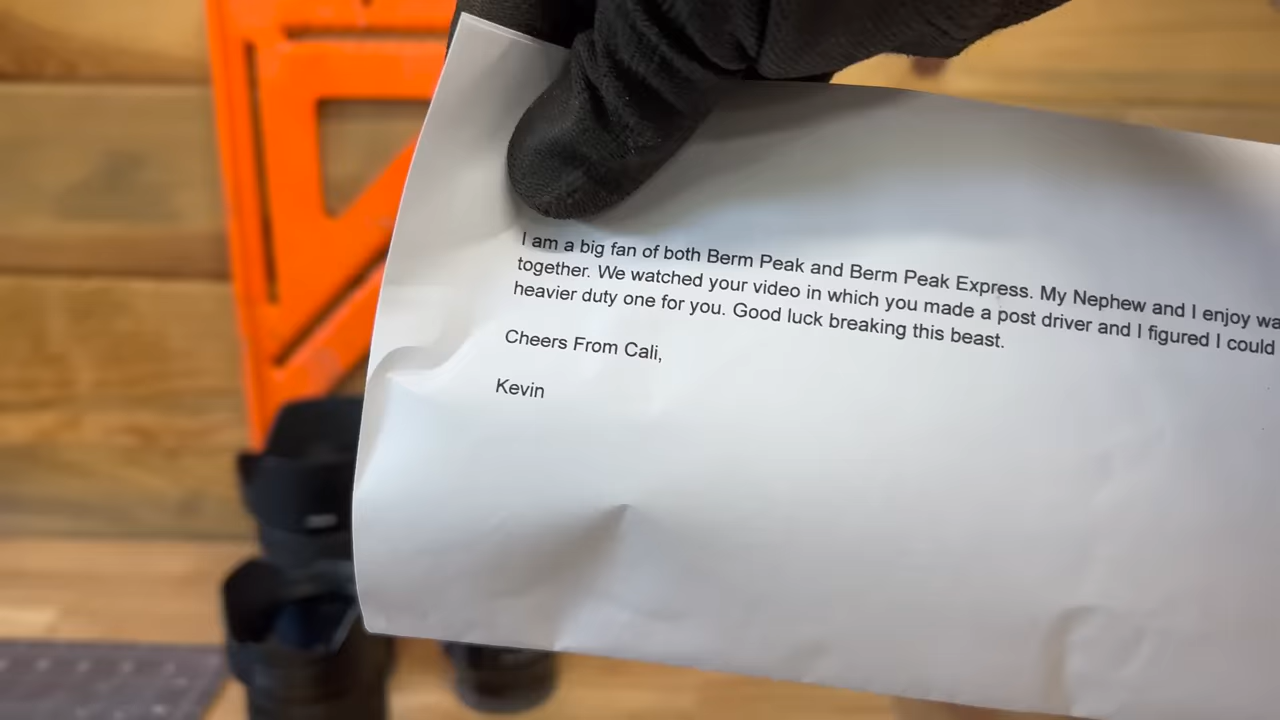 I am a big fan of both Berm Peak and Berm Peak Express. My Nephew and I enjoy
together. We watched your video in which you made a post driver and I figured I could
heavier duty one for you. Good luck breaking this beast.
Cheers From Cali,
Kevin